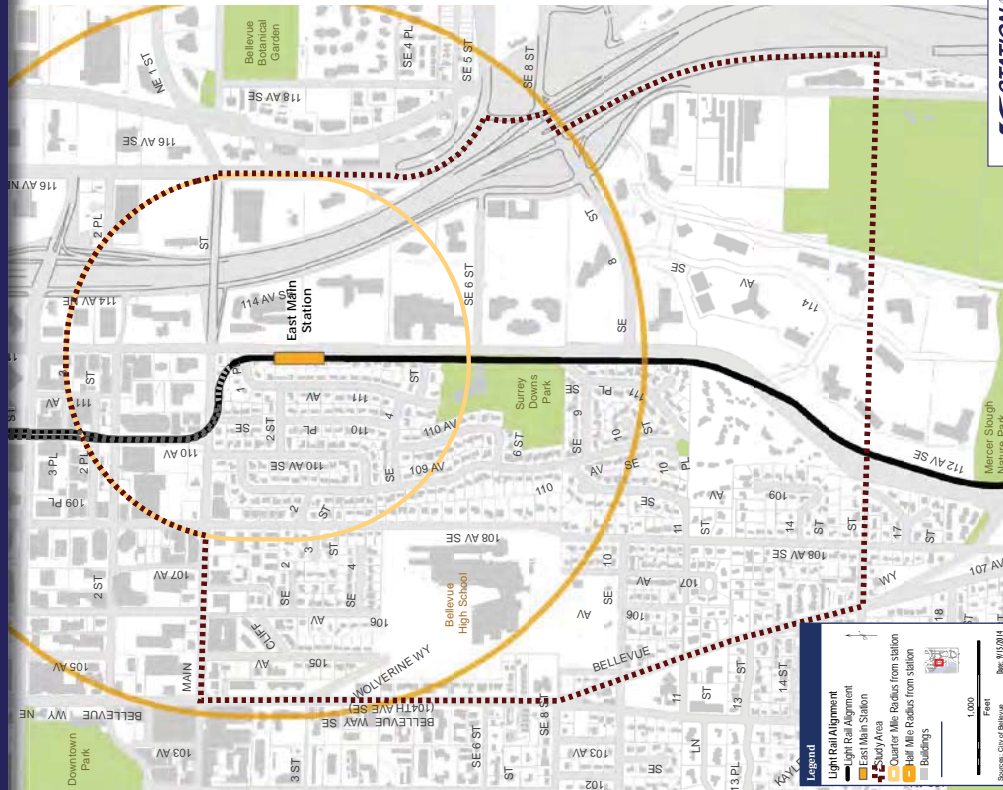 Bellevue
Botanical
Garden
NE 1 ST
118 AV SE
SE 4 PL
SE 5 ST
SE 8 ST
116 AV SE
116 AV NE
2 PL
ST
114 AV SE
East Main
Station
SE 6 ST
ST
8
SE
SE
AV
114
114 AV SE
111
AV
ST
2 PL
3 PL
110 AV
109 PL
1 PL
SE
2 ST
AV
111
PL
110
110 AV SE
4
ST
SE
110 AV
109 AV
Surrey
Downs
Park
6 ST
SE
9
SE
PL
111
10
ST
SE
AV
10
PL
110
SE
11
ST
AV
109
14
ST
ST
17
ST
112 AV SE
Mercer Slough
Nature Park
2
ST
3
ST
108 AV SE
108 AV SE
107 AV
2 ST
SE
2
SE
4
AV
106
CLIFF
AV
105
105 AV
MAIN
Bellevue
High School
WOLVERINE WY
BELLEVUE WAY SE
(104TH AVE SE)
BELLEVUE WY NE
Downtown
Park
103 AV
3 ST
SE
SE 6 ST
ST
SE 8 ST
103 AV
102
SE
LN
13 PL
11
ST
13
ST
14 ST
BELLEVUE
WY
AV
106
SE
10
AV
107
107 AV
18
ST
ST
Legend
Light Rail Alignment
Light Rail Alignment
East Main Station
Study Area
Quarter Mile Radius from station
Half Mile Radius from station
Buildings
1,000
Feet
Sources: City of Bellevue
Date: 9/15/2014